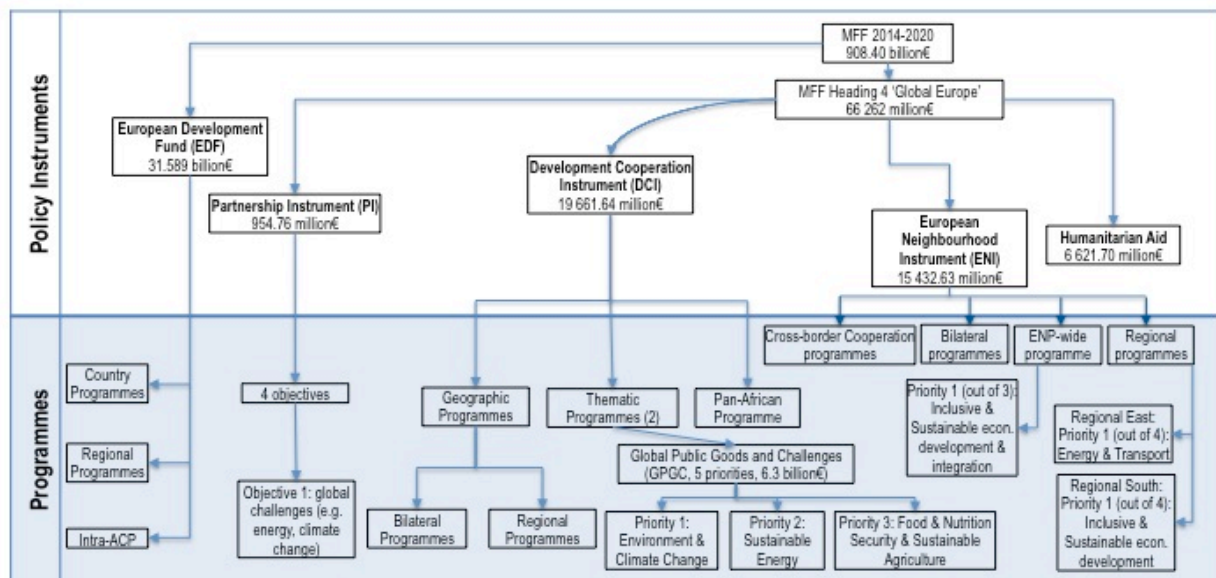 Policy Instruments
MFF 2014-2020
908.40 billion€
MFF Heading 4 ‘Global Europe’
66 262 million€
European Development
Fund (EDF)
31.589 billion€
Partnership Instrument (PI)
954.76 million€
Development Cooperation
Instrument (DCI)
19 661.64 million€
European
Neighbourhood
Instrument (ENI)
15 432.63 million€
Humanitarian Aid
6 621.70 million€
Programmes
Country
Programmes
Regional
Programmes
Intra-ACP
4 objectives
Objective 1: global
challenges (e.g.
energy, climate
change)
Geographic
Programmes
Bilateral
Programmes
Regional
Programmes
Thematic
Programmes (2)
Pan-African
Programme
Global Public Goods and Challenges
(GPGC, 5 priorities, 6.3 billion€)
Priority 1:
Environment &
Climate Change
Priority 2:
Sustainable
Energy
Priority 3: Food & Nutrition
Security & Sustainable
Agriculture
Cross-border Cooperation
programmes
Bilateral
programmes
ENP-wide
programme
Regional
programmes
Priority 1 (out of 3):
Inclusive &
Sustainable econ.
development &
integration
Regional East:
Priority 1 (out of 4):
Energy & Transport
Regional South:
Priority 1 (out of 4):
Inclusive &
Sustainable econ.
development